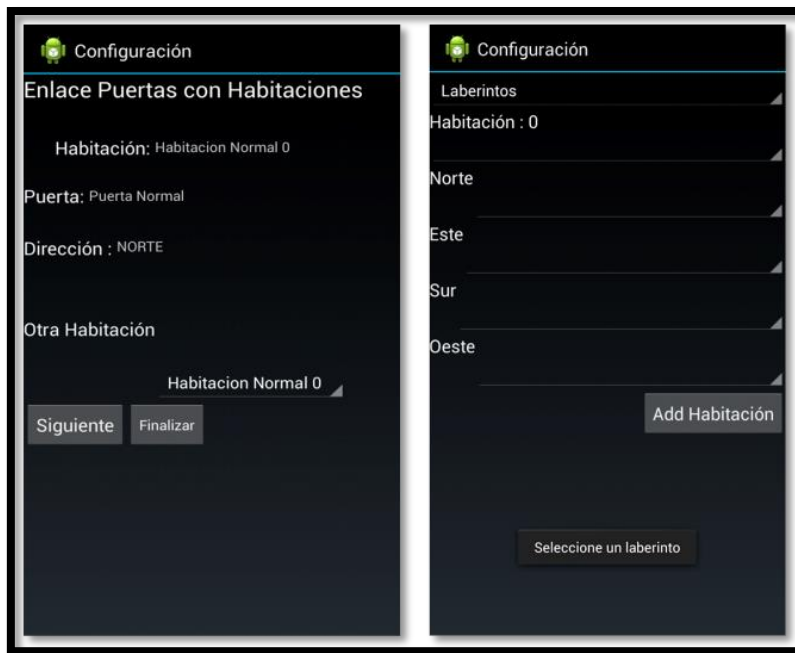 Configuración
Enlace Puertas con Habitaciones
Habitación: Habitacion Normal 0
Puerta: Puerta Normal
Dirección : NORTE
Otra Habitación
Habitacion Normal 0
Siguiente Finalizar
Configuración
Laberintos
Habitación : 0
Norte
Este
Sur
Oeste
Add Habitación
Seleccione un laberinto